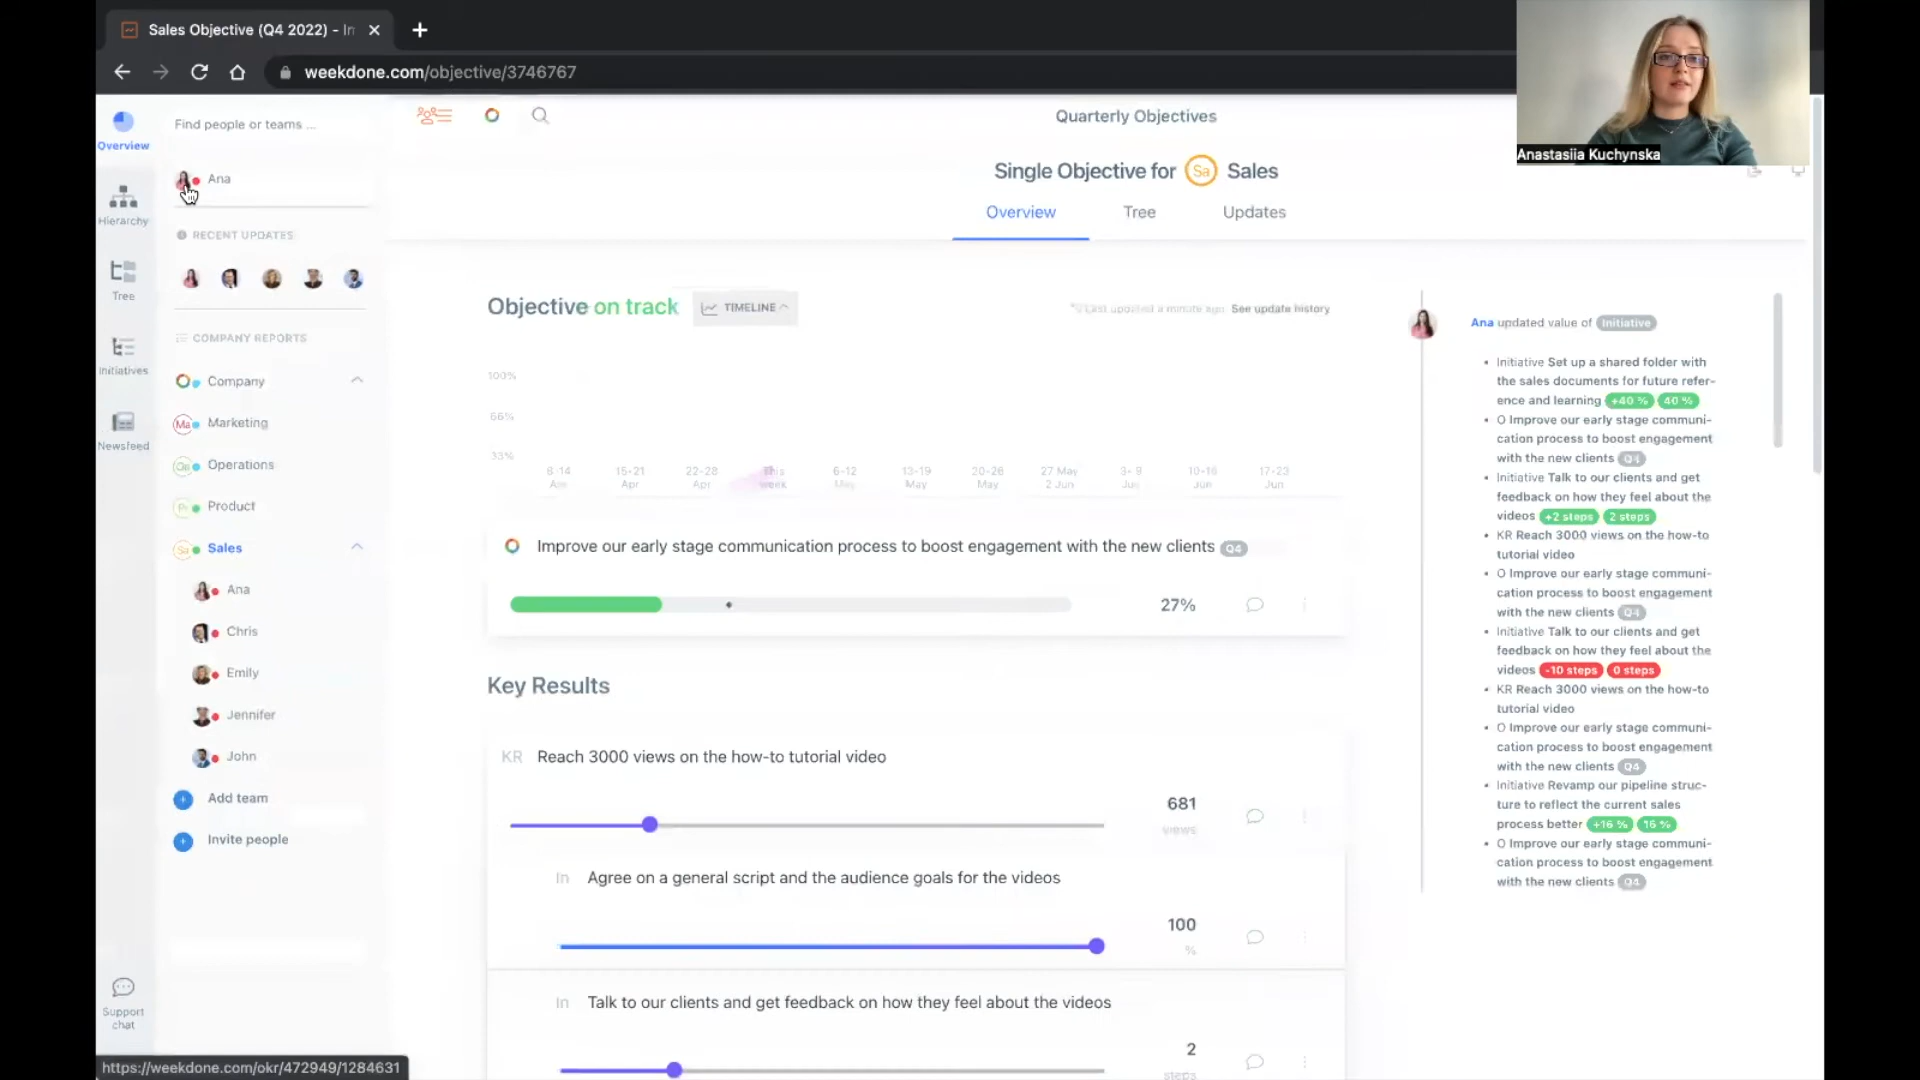 Sales Objective (Q4 2022) - In
weekdone.com/objective/3746767
Anastasiia Kuchynska
Overview
Hierarchy
Tree
Initiatives
Newsfeed
Support
chat
Find people or teams ...
Ana
RECENT UPDATES
COMPANY REPORTS
Company
Ma Marketing
Operations
Product
Sa Sales
Ana
Chris
Emily
Jennifer
John
Add team
Invite people
Quarterly Objectives
Single Objective for Sa Sales
Overview Tree Updates
Objective on track TIMELINE
Last updated a minute ago. See update history
100%
66%
33%
8-14 15-21 22-28 This 6-12 13-19 20-26 27 May 3-9 10-16 17-23
Apr Apr Apr week May May May 2 Jun Jun Jun
Improve our early stage communication process to boost engagement with the new clients Q4
27%
Key Results
KR Reach 3000 views on the how-to tutorial video
681
views
In Agree on a general script and the audience goals for the videos
100
%
In Talk to our clients and get feedback on how they feel about the videos
2
steps
Ana updated value of Initiative
Initiative Set up a shared folder with
the sales documents for future refer-
ence and learning +40 % 40 %
O Improve our early stage communi-
cation process to boost engagement
with the new clients Q4
Initiative Talk to our clients and get
feedback on how they feel about the
videos +2 steps 2 steps
KR Reach 3000 views on the how-to
tutorial video
O Improve our early stage communi-
cation process to boost engagement
with the new clients Q4
Initiative Talk to our clients and get
feedback on how they feel about the
videos -10 steps 0 steps
KR Reach 3000 views on the how-to
tutorial video
O Improve our early stage communi-
cation process to boost engagement
with the new clients Q4
Initiative Revamp our pipeline struc-
ture to reflect the current sales
process better +16 % 16 %
O Improve our early stage communi-
cation process to boost engagement
with the new clients Q4
https://weekdone.com/okr/472949/1284631